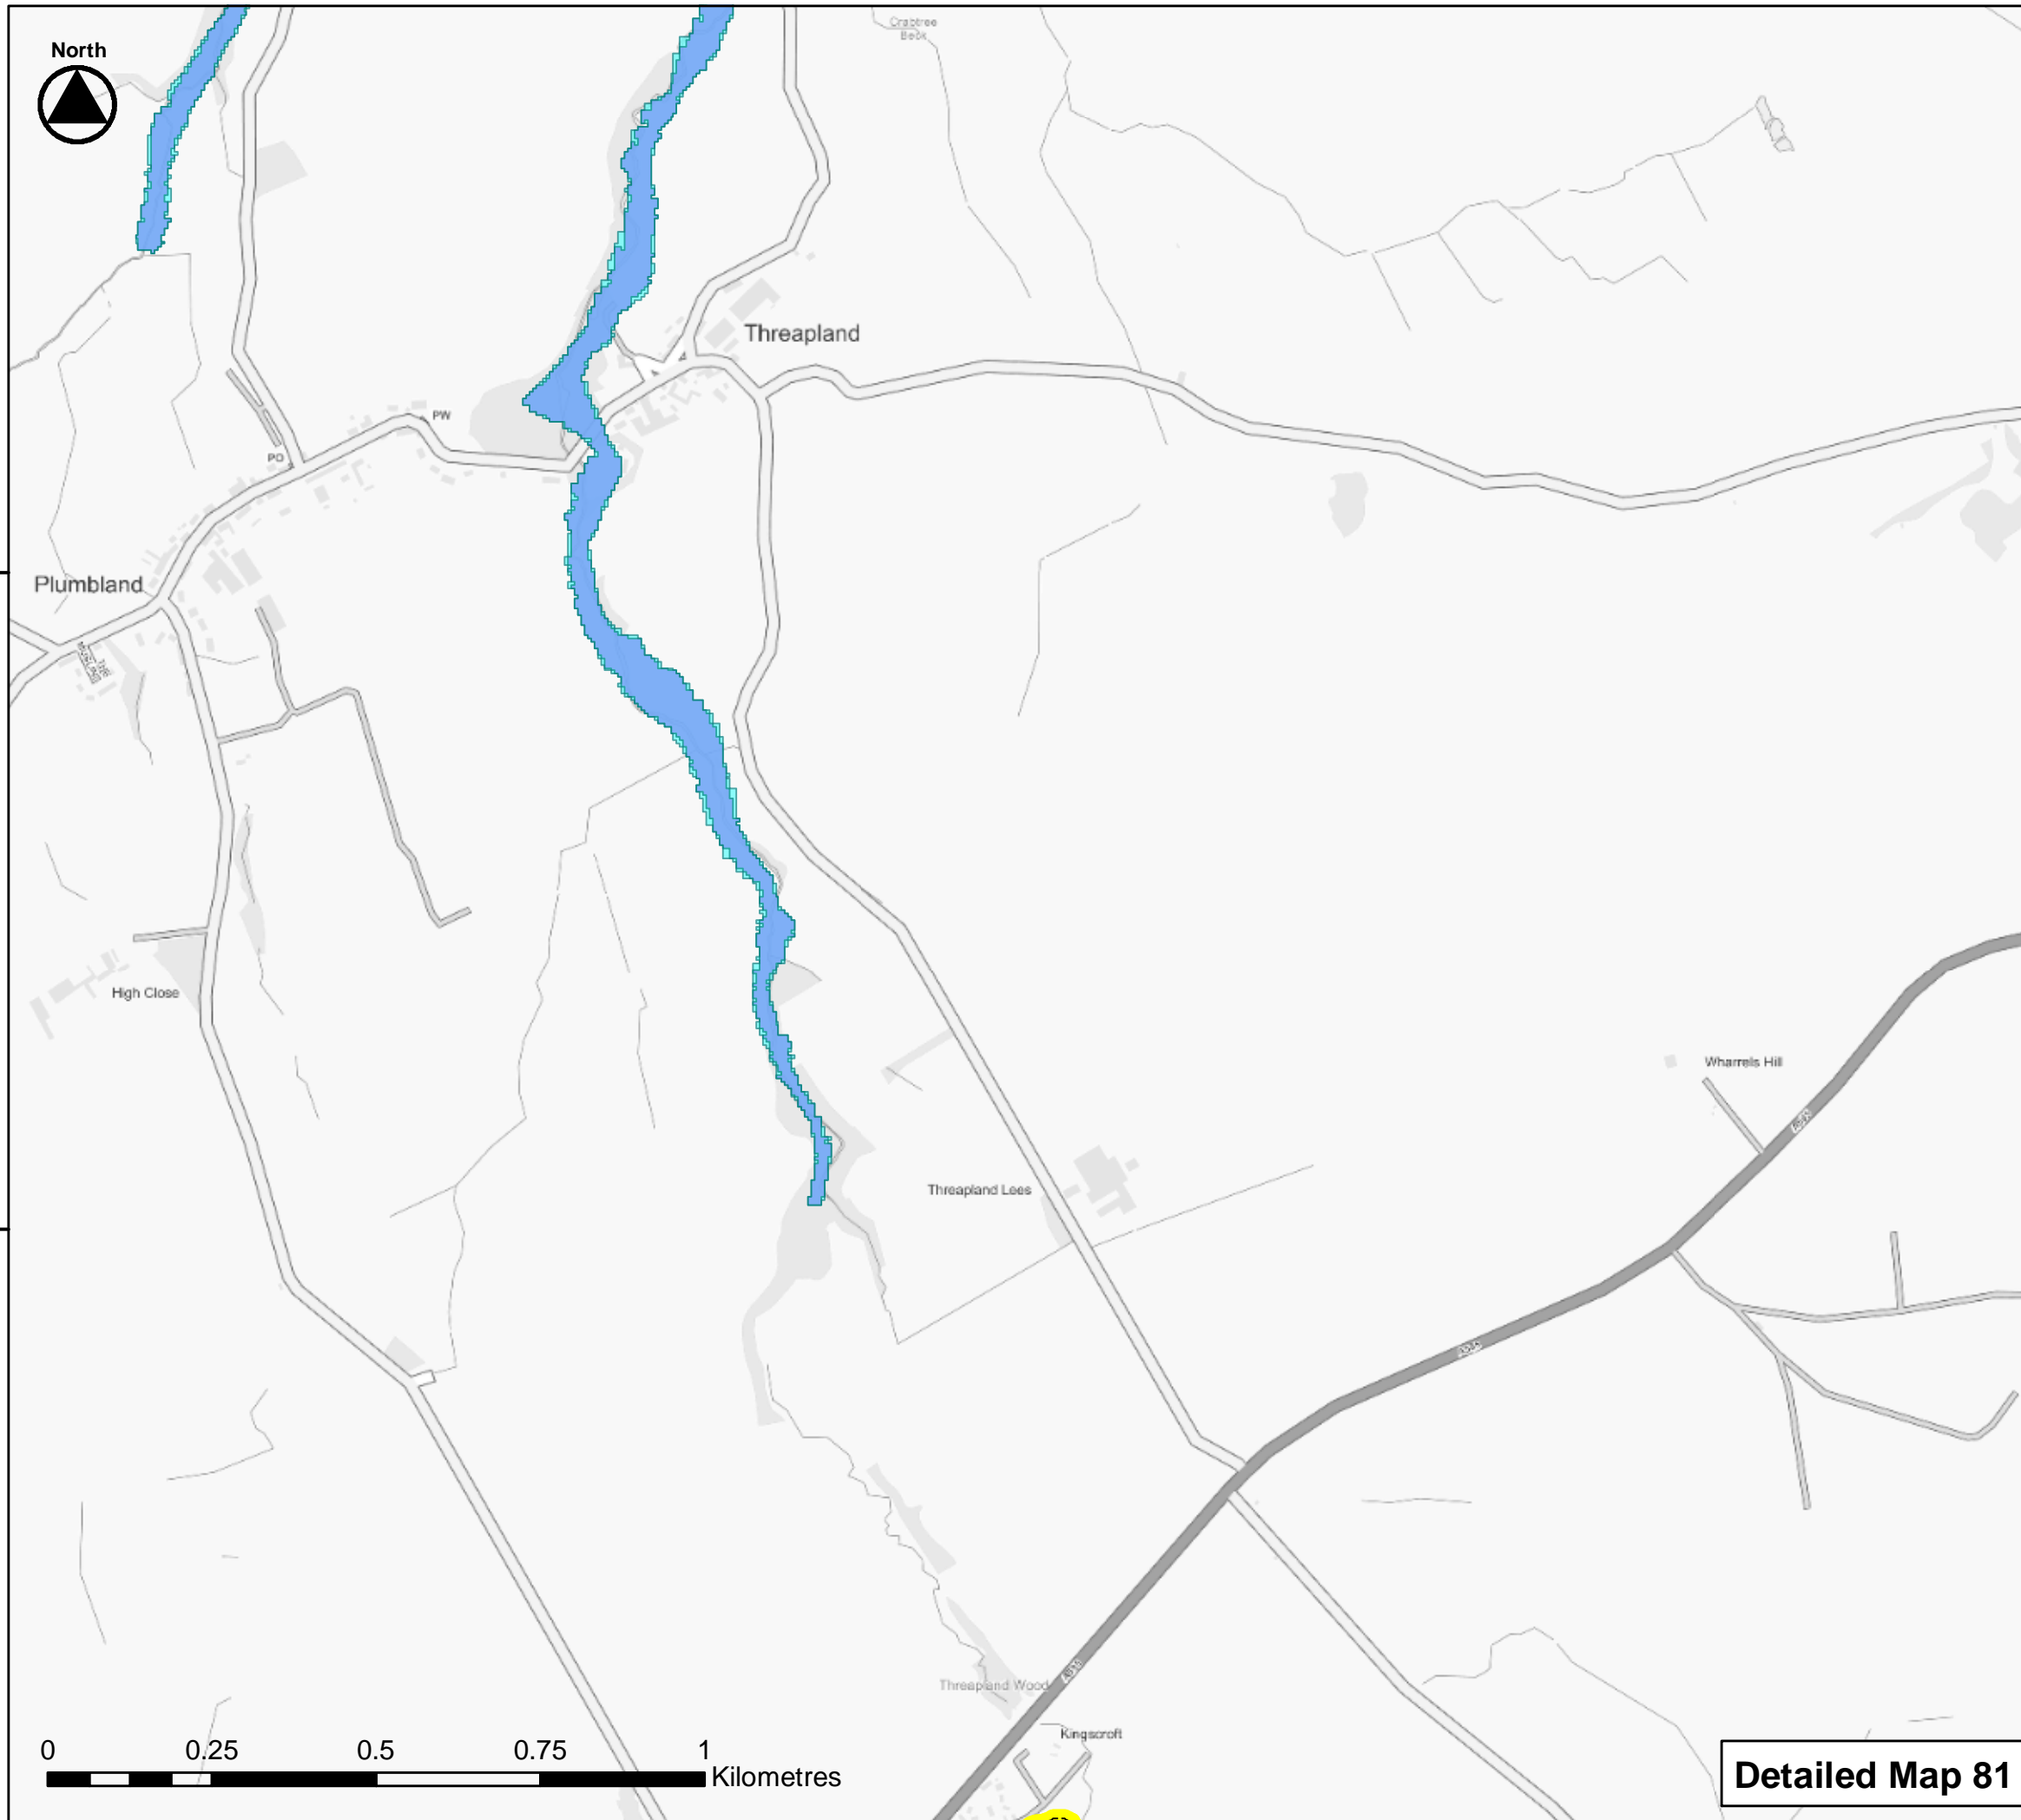 North
Crabtree
Beck
Threapland
PW
PO
Plumbland
THE
High Close
Wharrels Hill
Threapland Lees
Threapland Wood
Kingscroft
0 0.25 0.5 0.75 1
Kilometres
Detailed Map 81